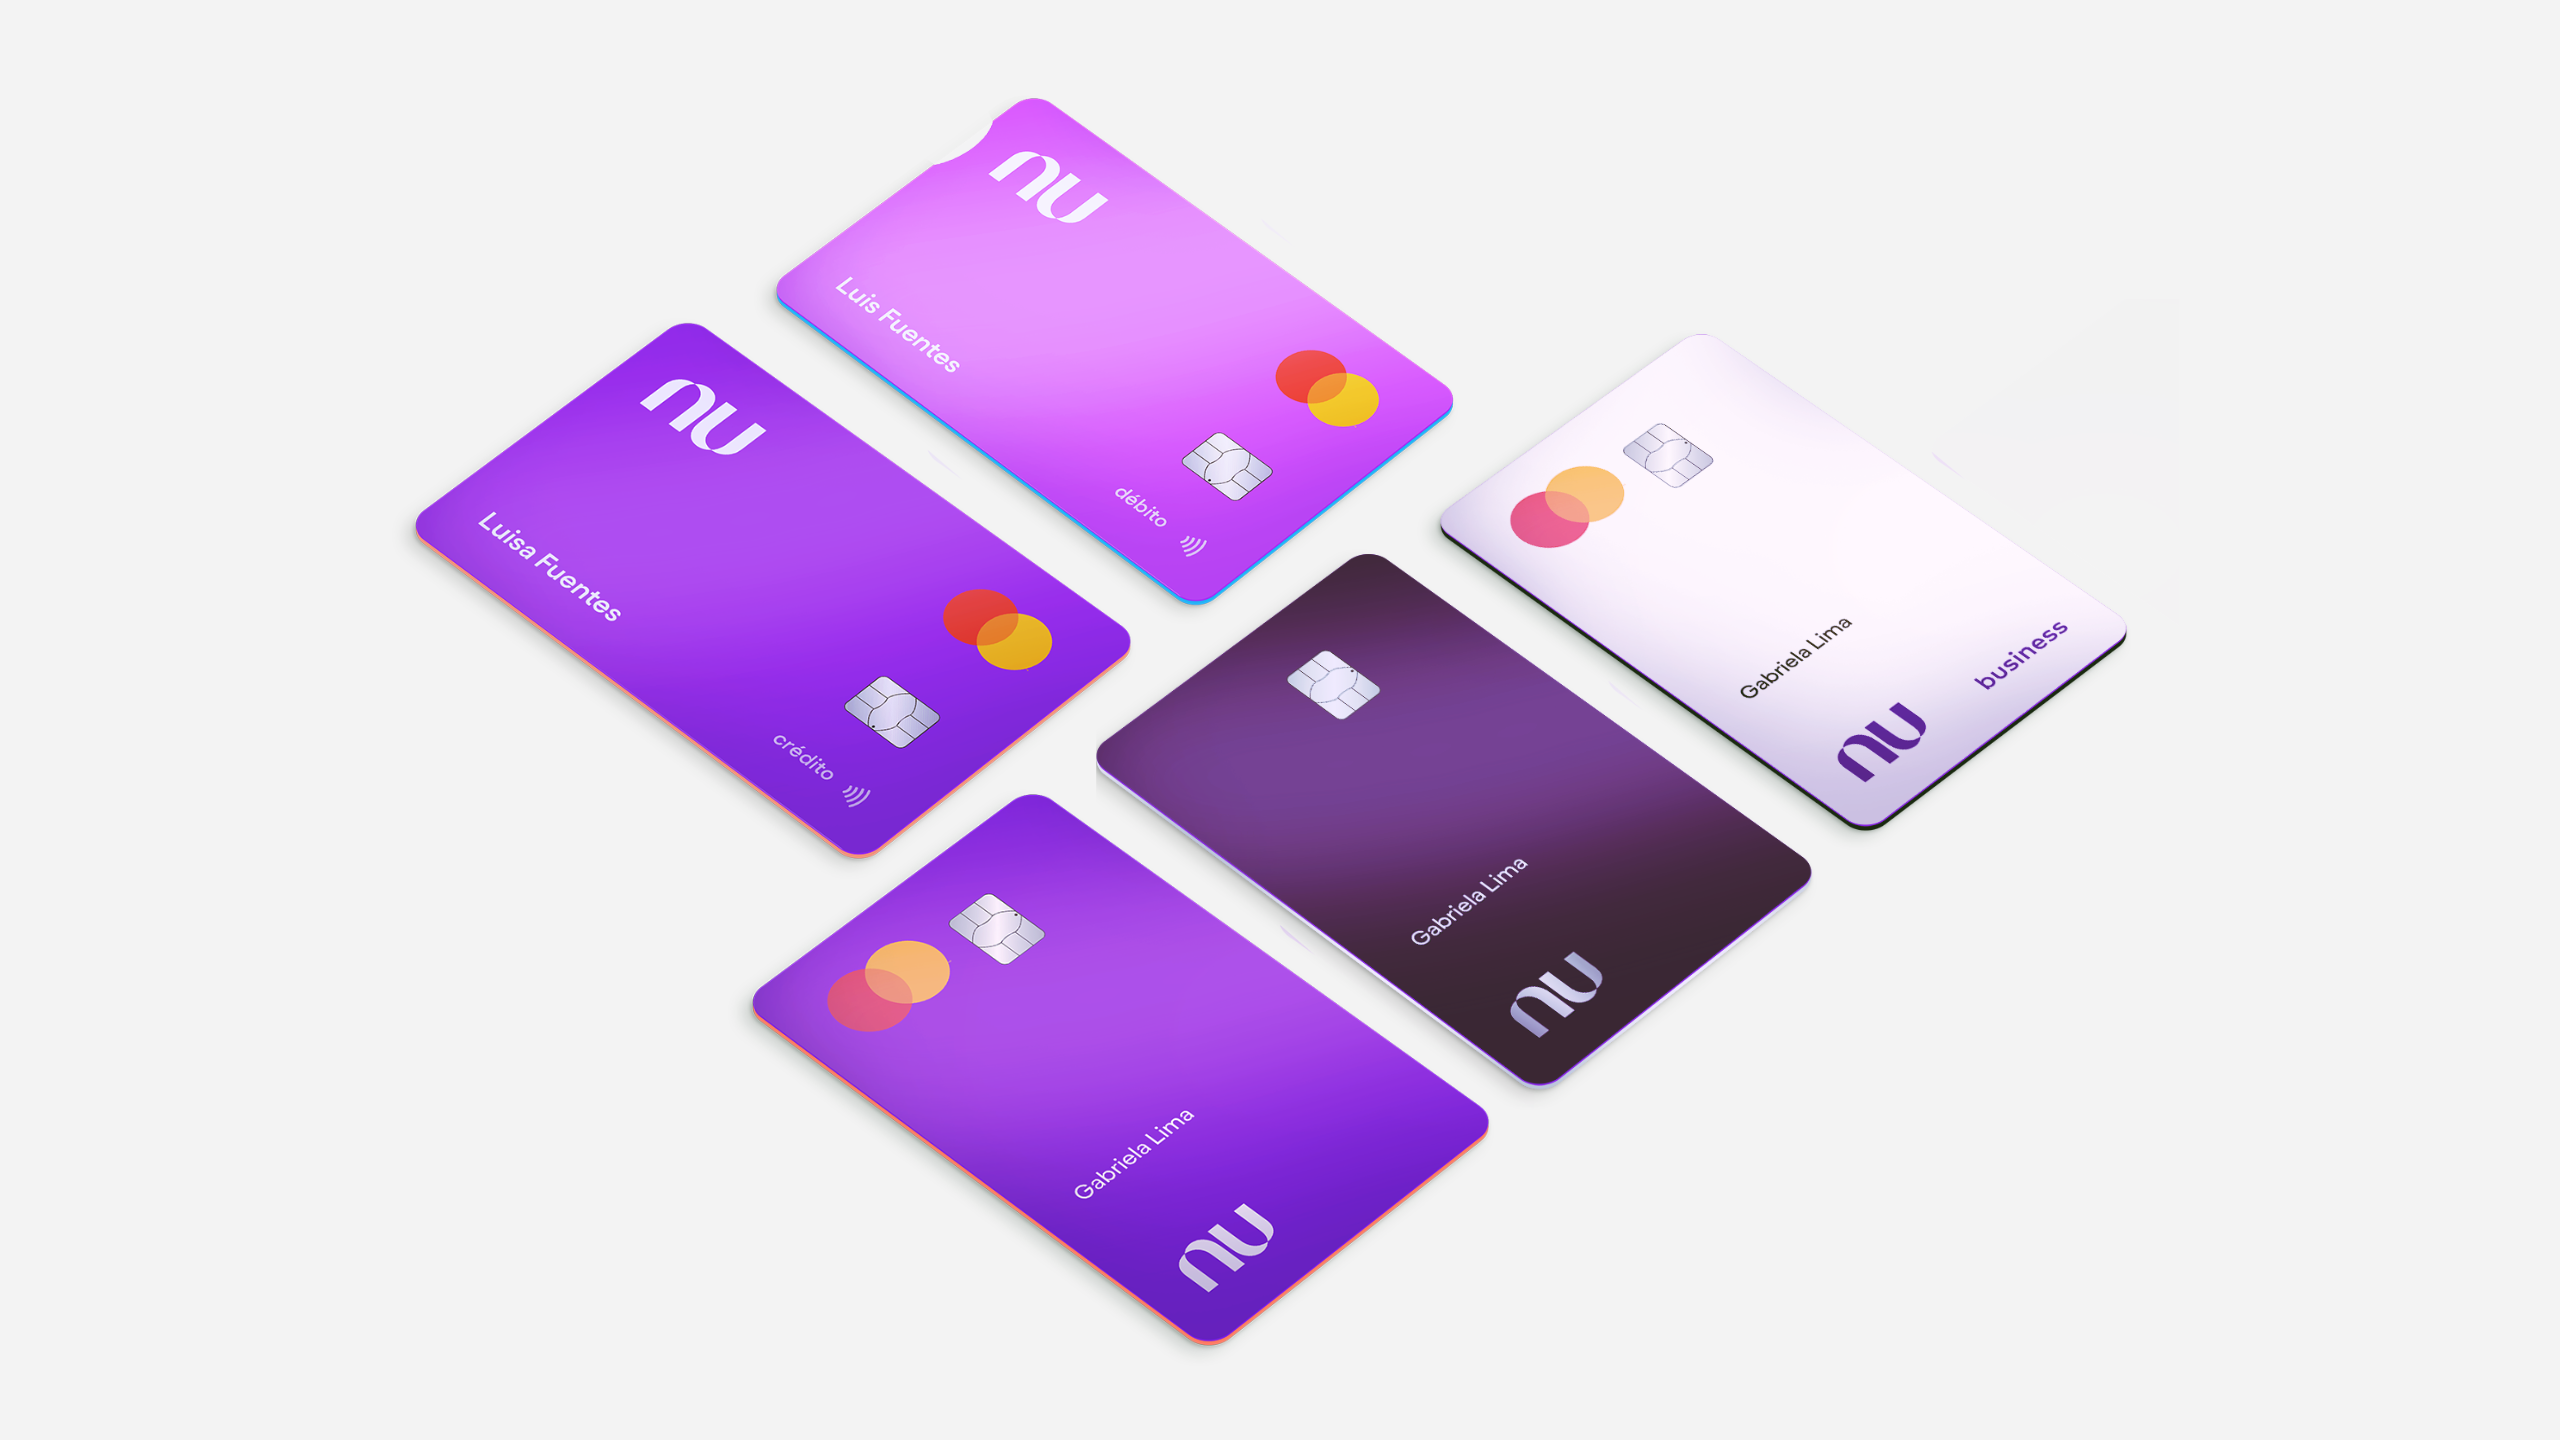 nu
Luis Fuentes
débito
nu
Luisa Fuentes
crédito
Gabriela Lima
business
nu
Gabriela Lima
nu
Gabriela Lima
nu